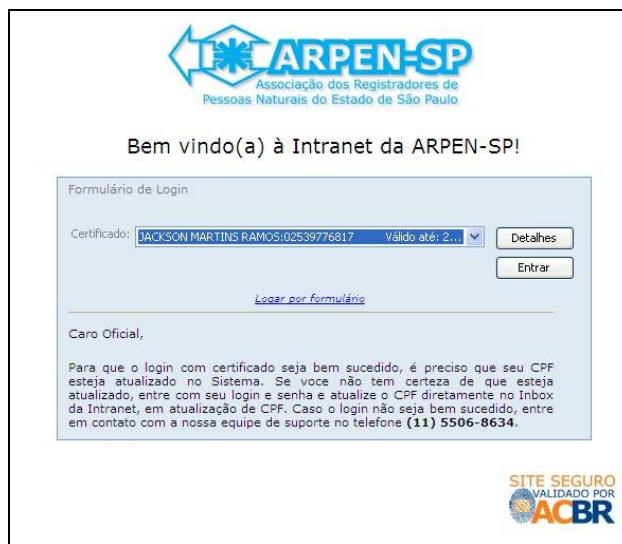 ARPEN-SP
Associação dos Registradores de
Pessoas Naturais do Estado de São Paulo
Bem vindo(a) à Intranet da ARPEN-SP!
Formulário de Login
Certificado: JACKSON MARTINS RAMOS:02539776817 Válido até: 2... Detalhes
Entrar
Logar por formulário
Caro Oficial,
Para que o login com certificado seja bem sucedido, é preciso que seu CPF
esteja atualizado no Sistema. Se voce não tem certeza de que esteja
atualizado, entre com seu login e senha e atualize o CPF diretamente no Inbox
da Intranet, em atualização de CPF. Caso o login não seja bem sucedido, entre
em contato com a nossa equipe de suporte no telefone (11) 5506-8634.
SITE SEGURO
VALIDADO POR
ACBR